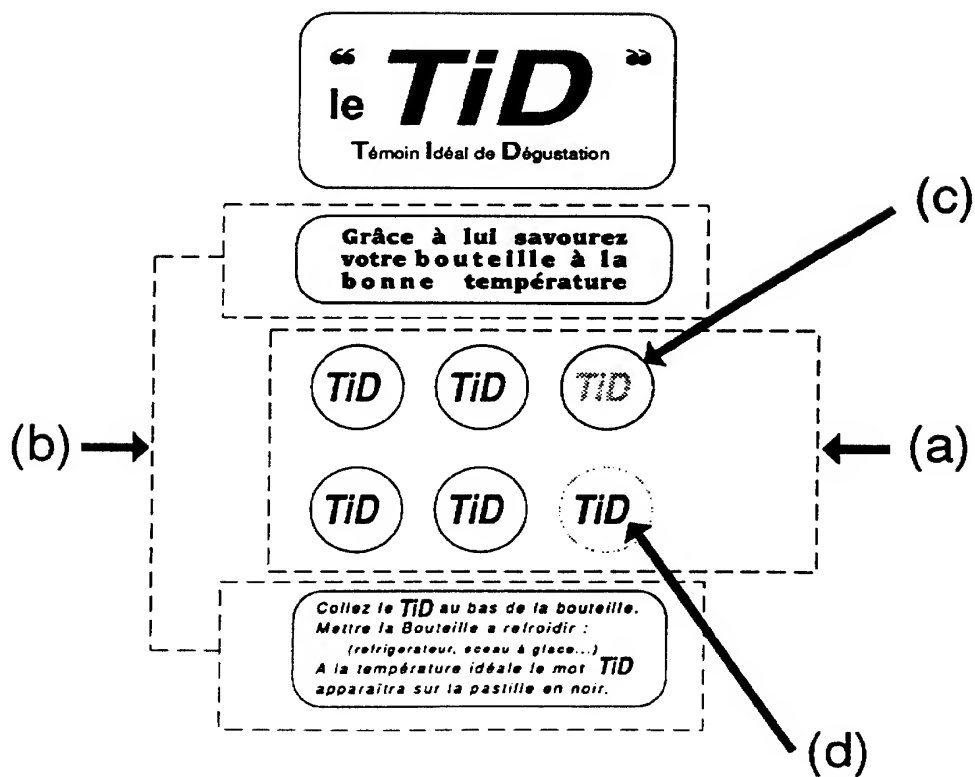 “ le TiD ”
Témoin Idéal de Dégustation
(c)
Grâce à lui savourez
votre bouteille à la
bonne température
TiD TiD TiD
(b)
(a)
TiD TiD TiD
Collez le TiD au bas de la bouteille.
Mettre la Bouteille a refroidir :
(refrigerateur, sceau à glace...)
A la température idéale le mot TiD
apparaîtra sur la pastille en noir.
(d)